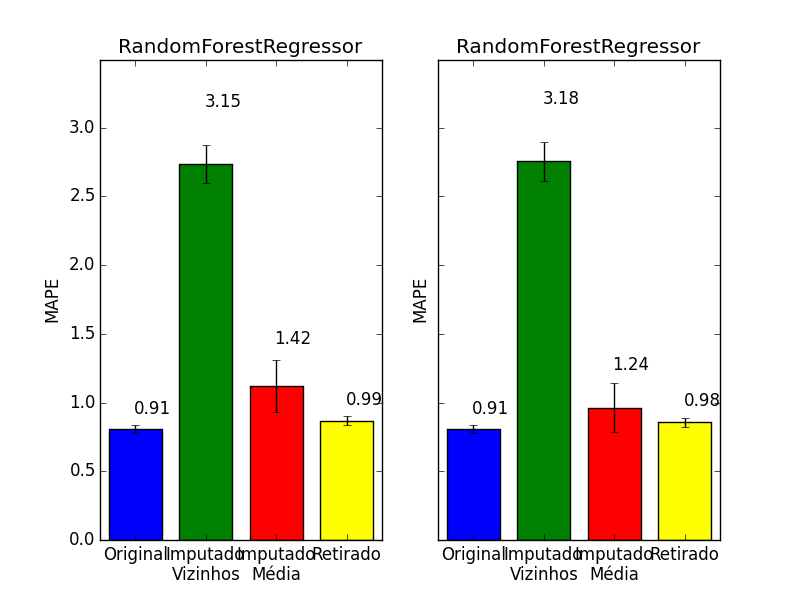 RandomForestRegressor
MAPE
3.0
2.5
2.0
1.5
1.0
0.5
0.0
0.91
3.15
1.42
0.99
Original
Imputado
Vizinhos
Imputado
Média
Retirado
RandomForestRegressor
MAPE
0.91
3.18
1.24
0.98
Original
Imputado
Vizinhos
Imputado
Média
Retirado